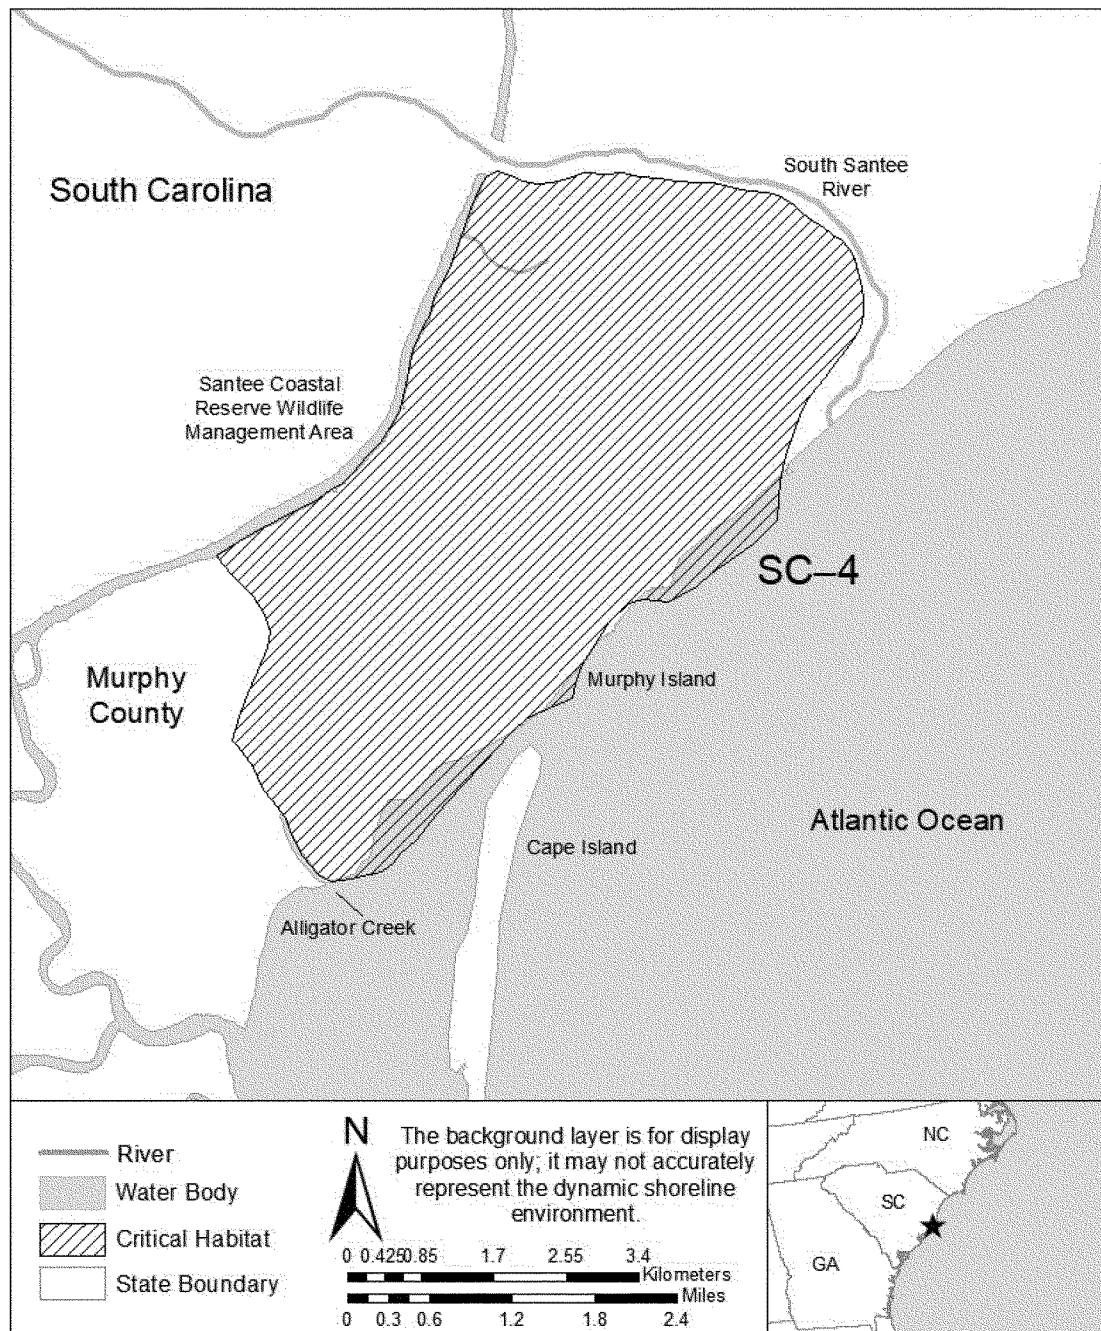 South Santee
River
South Carolina
Santee Coastal
Reserve Wildlife
Management Area
SC–4
Murphy Island
Murphy
County
Atlantic Ocean
Cape Island
Alligator Creek
River
Water Body
Critical Habitat
State Boundary
N
The background layer is for display
purposes only; it may not accurately
represent the dynamic shoreline
environment.
0 0.425 0.85 1.7 2.55 3.4
Kilometers
Miles
0 0.3 0.6 1.2 1.8 2.4
NC
SC
GA